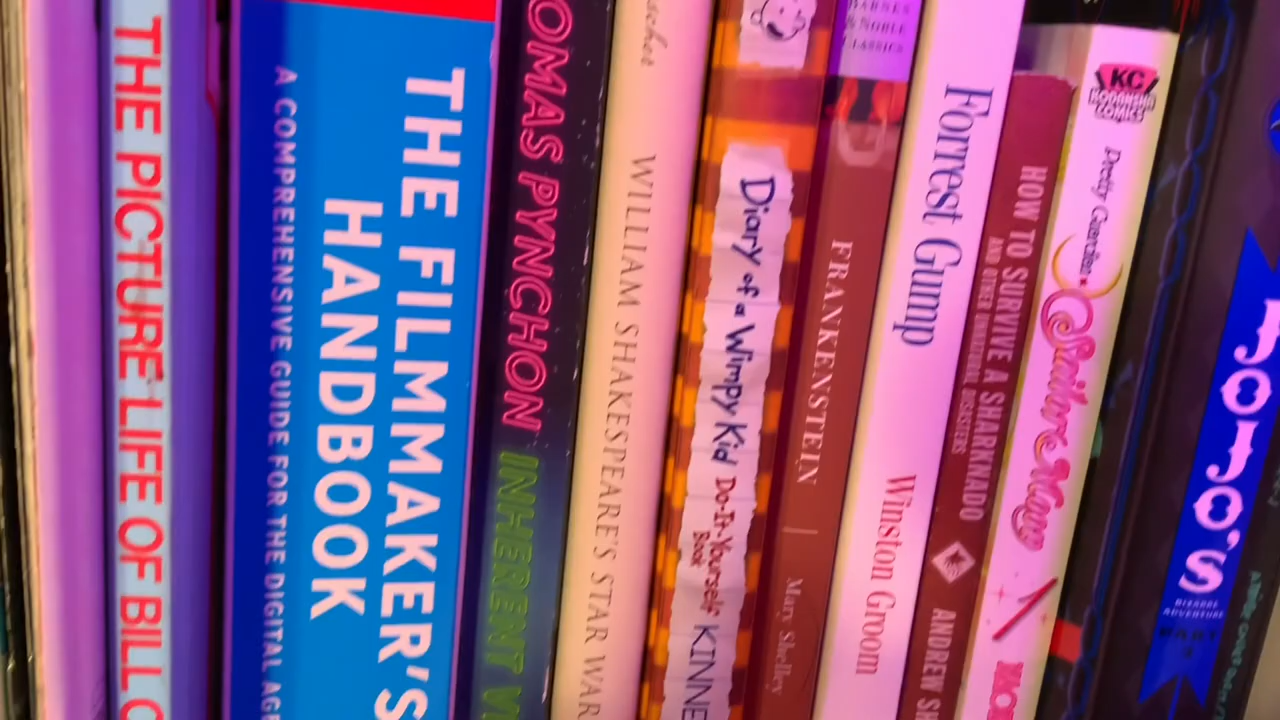 THE PICTURE LIFE OF BILL
THE FILMMAKER'S
HANDBOOK
A COMPREHENSIVE GUIDE FOR THE DIGITAL AGE
OMAS PYNCHON INHERENT
scher WILLIAM SHAKESPEARE'S STAR WAR
Diary of a Wimpy Kid Do-It-Yourself
Book
KINNE
BARNES
& NOBLE
CLASSICS
FRANKENSTEIN | Mary Shelley
Forrest Gump Winston Groom
HOW TO SURVIVE A SHARKNADO
AND OTHER UNNATURAL DISASTERS
ANDREW SH
KC
KODANSHA
COMICS
Pretty Guardian
Sailor Moon
JOJO'S
BIZARRE
ADVENTURE
PART